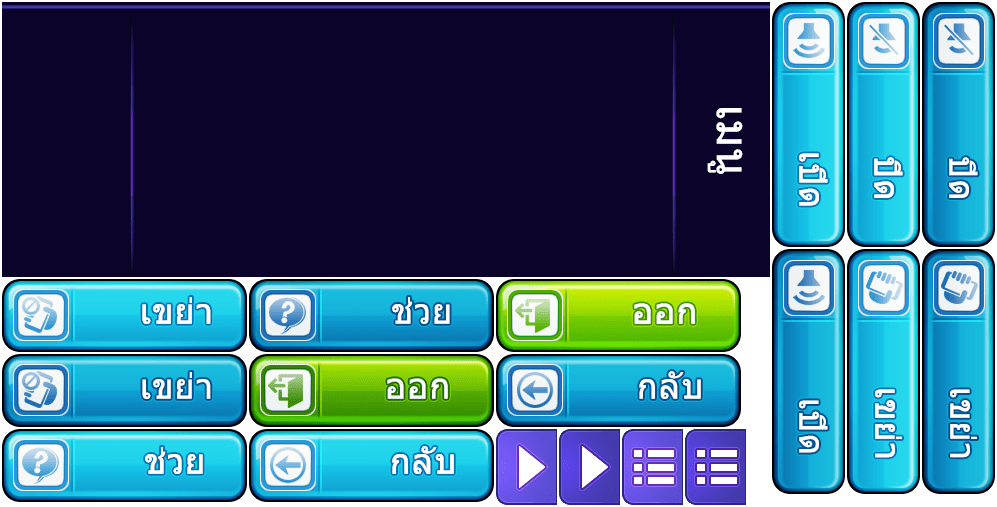 เมนู
เปิด
ปิด
ปิด
เขย่า
ช่วย
ออก
เปิด
เขย่า
เขย่า
เขย่า
ออก
กลับ
ช่วย
กลับ